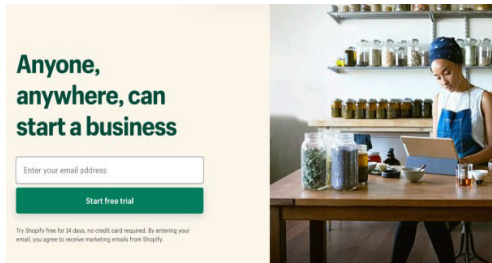 Anyone,
anywhere, can
start a business
Enter your email address
Start free trial
Try Shopify free for 14 days, no credit card required. By entering your
email, you agree to receive marketing emails from Shopify.